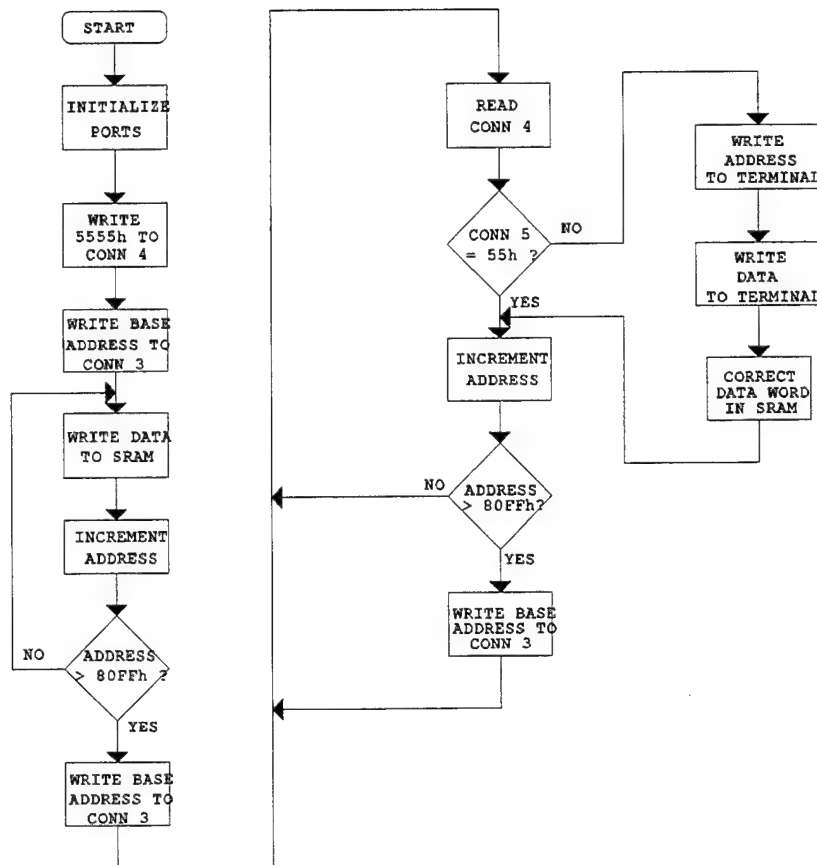 START
INITIALIZE
PORTS
WRITE
5555h TO
CONN 4
WRITE BASE
ADDRESS TO
CONN 3
WRITE DATA
TO SRAM
INCREMENT
ADDRESS
NO
ADDRESS
> 80FFh ?
YES
WRITE BASE
ADDRESS TO
CONN 3
READ
CONN 4
CONN 5
= 55h ?
NO
YES
INCREMENT
ADDRESS
NO
ADDRESS
> 80FFh?
YES
WRITE BASE
ADDRESS TO
CONN 3
WRITE
ADDRESS
TO TERMINAL
WRITE
DATA
TO TERMINAL
CORRECT
DATA WORD
IN SRAM